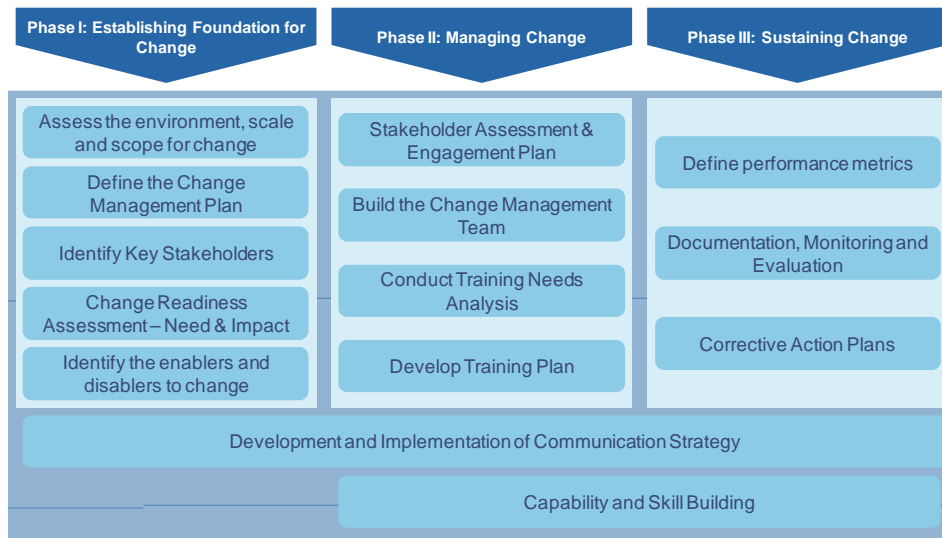 Phase I: Establishing Foundation for
Change
Phase II: Managing Change
Phase III: Sustaining Change
Assess the environment, scale
and scope for change
Define the Change
Management Plan
Identify Key Stakeholders
Change Readiness
Assessment – Need & Impact
Identify the enablers and
disablers to change
Stakeholder Assessment &
Engagement Plan
Build the Change Management
Team
Conduct Training Needs
Analysis
Develop Training Plan
Define performance metrics
Documentation, Monitoring and
Evaluation
Corrective Action Plans
Development and Implementation of Communication Strategy
Capability and Skill Building